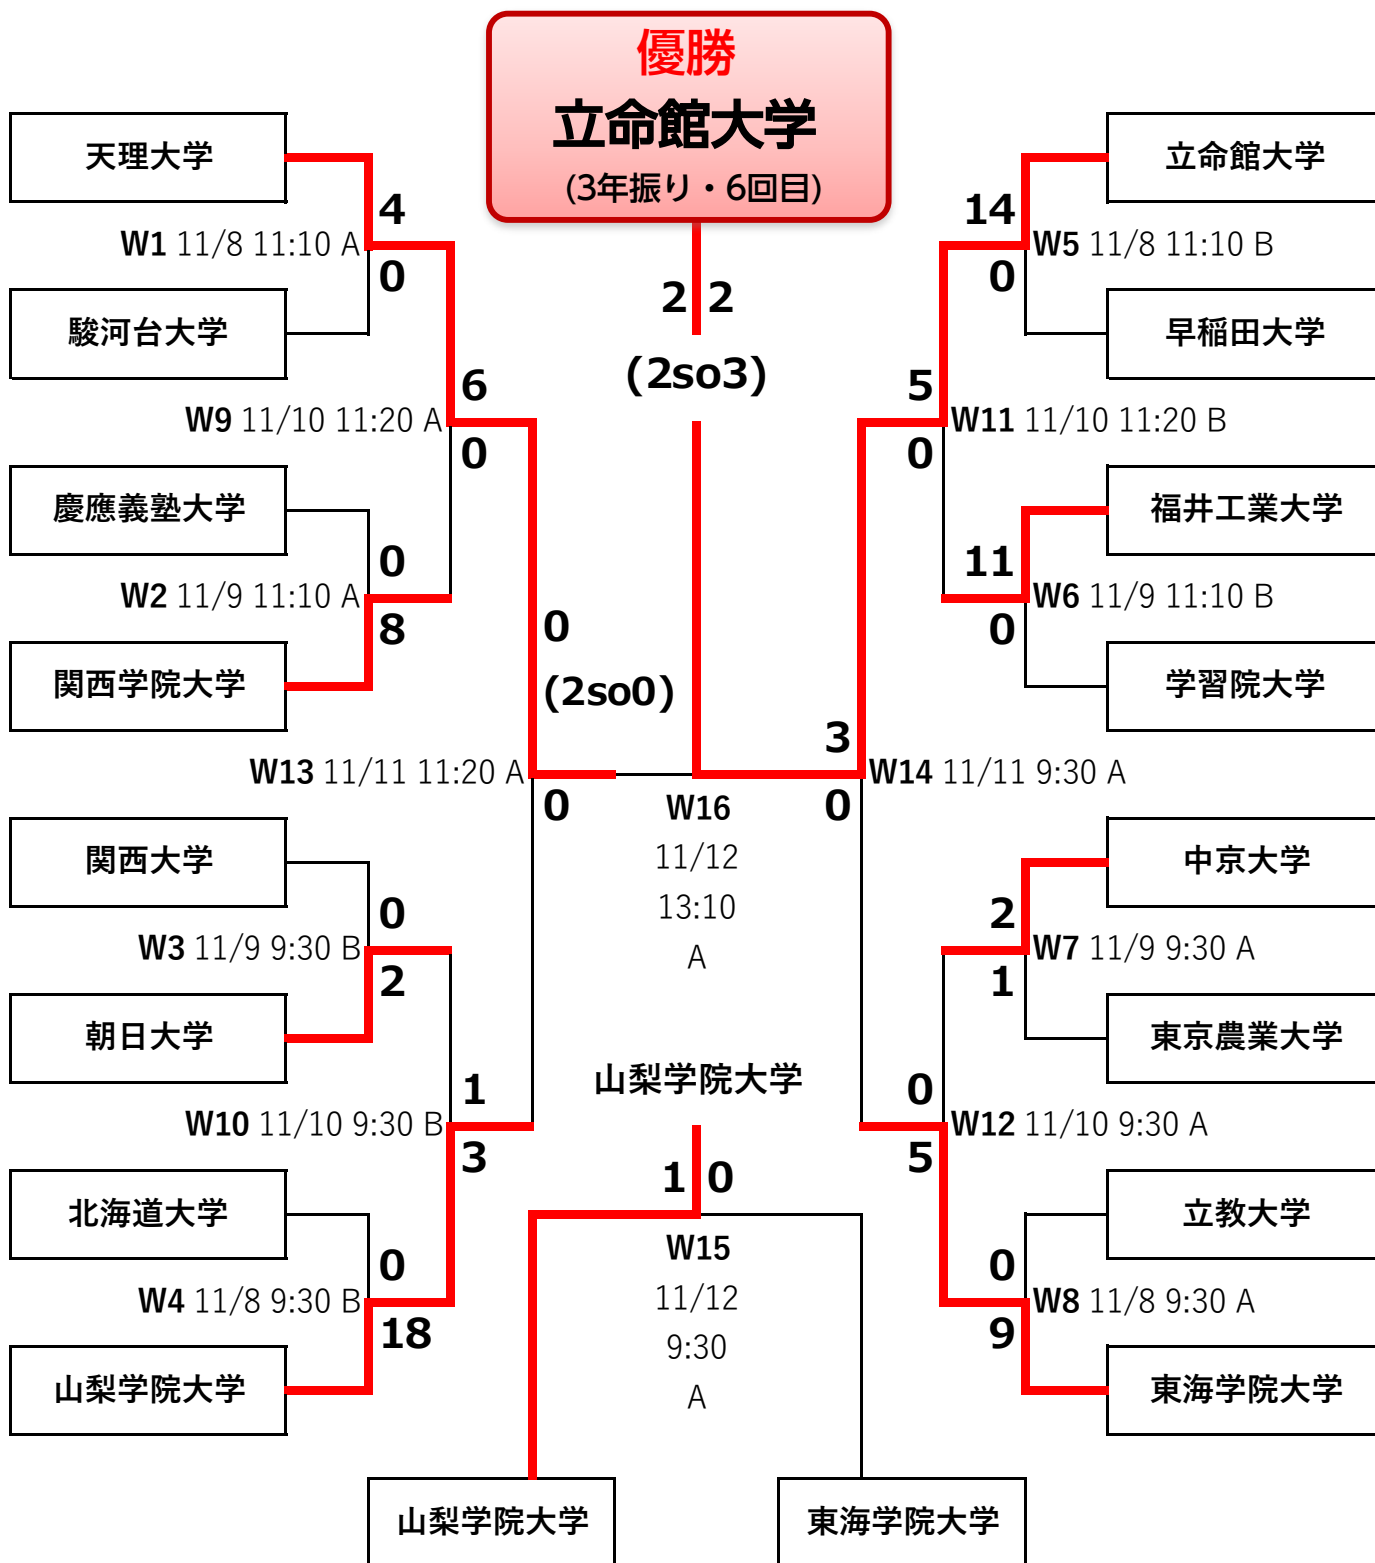 優勝
立命館大学
(3年振り・6回目)
2 2
(2so3)
天理大学
4
W1 11/8 11:10 A
0
駿河台大学
6
W9 11/10 11:20 A
0
慶應義塾大学
0
W2 11/9 11:10 A
8
関西学院大学
0
(2so0)
W13 11/11 11:20 A
0
関西大学
0
W3 11/9 9:30 B
2
朝日大学
1
W10 11/10 9:30 B
3
北海道大学
0
W4 11/8 9:30 B
18
山梨学院大学
W16
11/12
13:10
A
山梨学院大学
1 0
W15
11/12
9:30
A
山梨学院大学
東海学院大学
立命館大学
14
W5 11/8 11:10 B
0
早稲田大学
5
W11 11/10 11:20 B
0
福井工業大学
11
W6 11/9 11:10 B
0
学習院大学
3
W14 11/11 9:30 A
0
中京大学
2
W7 11/9 9:30 A
1
東京農業大学
0
W12 11/10 9:30 A
5
立教大学
0
W8 11/8 9:30 A
9
東海学院大学